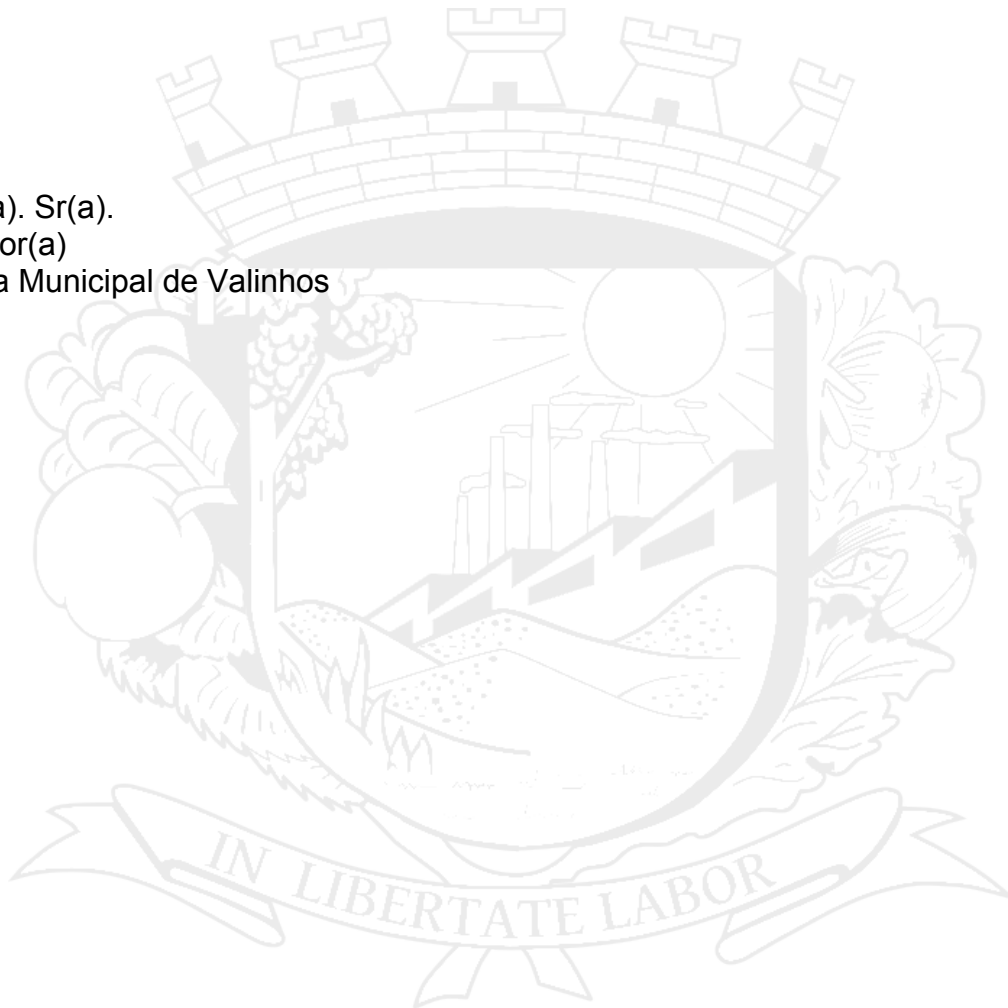 a). Sr(a).
or(a)
a Municipal de Valinhos
IN LIBERTATE LABOR